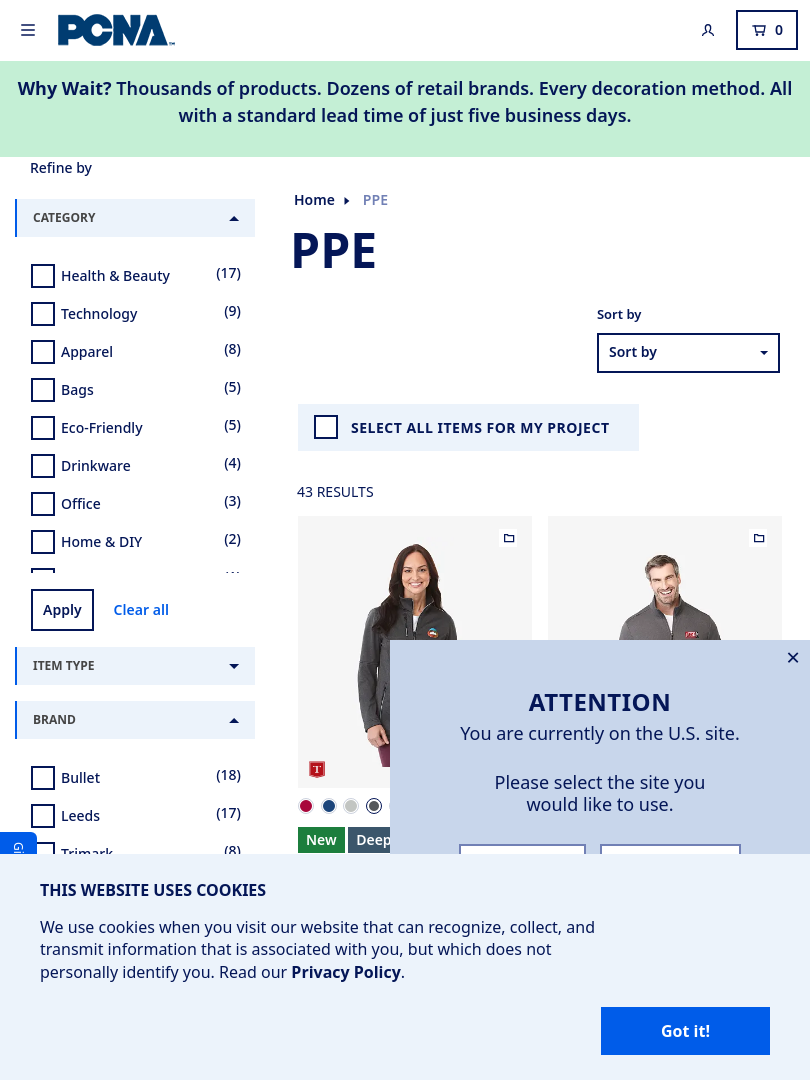 PCNA
0
Why Wait? Thousands of products. Dozens of retail brands. Every decoration method. All
with a standard lead time of just five business days.
Refine by
CATEGORY
Health & Beauty (17)
Technology (9)
Apparel (8)
Bags (5)
Eco-Friendly (5)
Drinkware (4)
Office (3)
Home & DIY (2)
Apply Clear all
ITEM TYPE
BRAND
Bullet (18)
Leeds (17)
Trimark (8)
Home PPE
PPE
Sort by
Sort by
SELECT ALL ITEMS FOR MY PROJECT
43 RESULTS
T
New Deep
ATTENTION
You are currently on the U.S. site.
Please select the site you
would like to use.
THIS WEBSITE USES COOKIES
We use cookies when you visit our website that can recognize, collect, and
transmit information that is associated with you, but which does not
personally identify you. Read our Privacy Policy.
Got it!